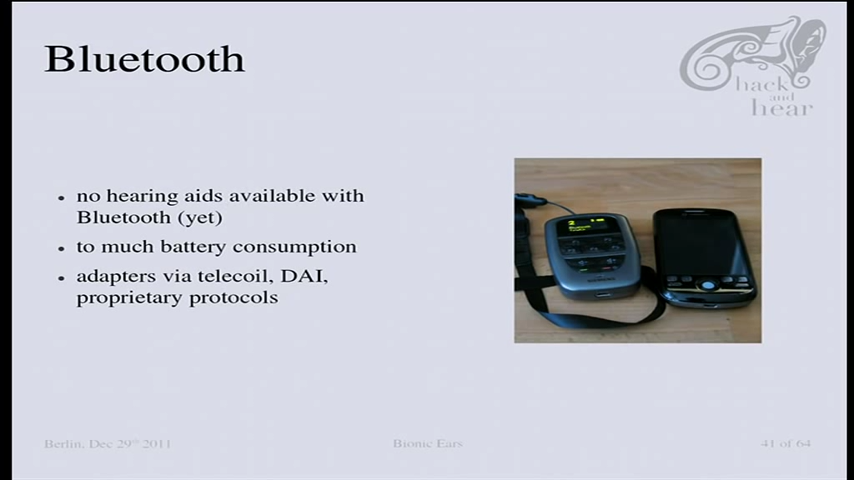 Bluetooth
hack
and
hear
no hearing aids available with
Bluetooth (yet)
to much battery consumption
adapters via telecoil, DAI,
proprietary protocols
Berlin, Dec 29th 2011
Bionic Ears
41 of 64